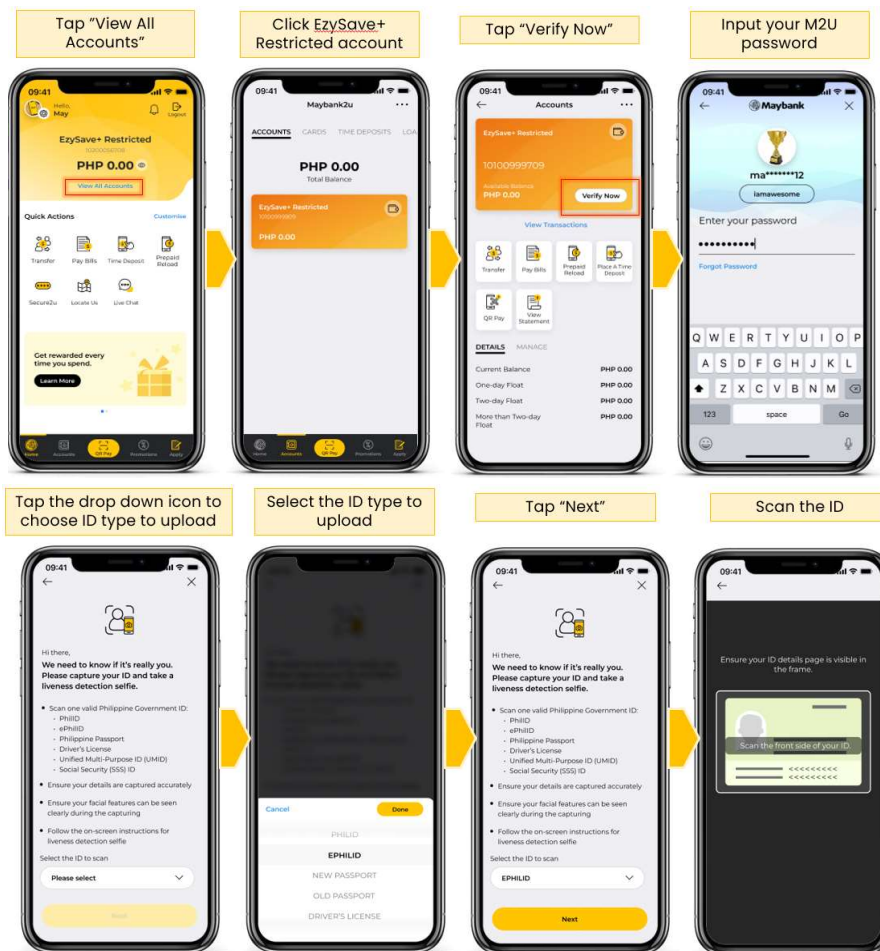 Tap “View All
Accounts”
Click EzySave+
Restricted account
Tap “Verify Now”
Input your M2U
password
09:41
Hello,
May
Logout
EzySave+ Restricted
PHP 0.00
View All Accounts
Quick Actions
Customise
Transfer
Pay Bills
Time Deposit
Prepaid
Reload
Secure2u
Locate Us
Live Chat
Get rewarded every
time you spend.
Learn More
Home
Accounts
QR Pay
Promotions
Apply
09:41
Maybank2u
ACCOUNTS CARDS TIME DEPOSITS LOA
PHP 0.00
Total Balance
EzySave+ Restricted
PHP 0.00
Home
Accounts
QR Pay
Promotions
Apply
09:41
Accounts
EzySave+ Restricted
10100999709
Available Balance
PHP 0.00
Verify Now
View Transactions
Transfer
Pay Bills
Prepaid
Reload
Place A Time
Deposit
QR Pay
View
Statement
DETAILS MANAGE
Current Balance PHP 0.00
One-day Float PHP 0.00
Two-day Float PHP 0.00
More than Two-day PHP 0.00
Float
09:41
Maybank
ma*******12
iamawesome
Enter your password
Forgot Password
Q W E R T Y U I O P
A S D F G H J K L
Z X C V B N M
123 space Go
Tap the drop down icon to
choose ID type to upload
Select the ID type to
upload
Tap “Next”
Scan the ID
09:41
Hi there,
We need to know if it's really you.
Please capture your ID and take a
liveness detection selfie.
• Scan one valid Philippine Government ID:
- PhilID
- ePhilID
- Philippine Passport
- Driver's License
- Unified Multi-Purpose ID (UMID)
- Social Security (SSS) ID
• Ensure your details are captured accurately
• Ensure your facial features can be seen
clearly during the capturing
• Follow the on-screen instructions for
liveness detection selfie
Select the ID to scan
Please select
Next
Cancel
Done
PHILID
EPHILID
NEW PASSPORT
OLD PASSPORT
DRIVER'S LICENSE
09:41
Hi there,
We need to know if it's really you.
Please capture your ID and take a
liveness detection selfie.
• Scan one valid Philippine Government ID:
- PhilID
- ePhilID
- Philippine Passport
- Driver's License
- Unified Multi-Purpose ID (UMID)
- Social Security (SSS) ID
• Ensure your details are captured accurately
• Ensure your facial features can be seen
clearly during the capturing
• Follow the on-screen instructions for
liveness detection selfie
Select the ID to scan
EPHILID
Next
09:41
Ensure your ID details page is visible in
the frame.
Scan the front side of your ID.
<<<<<<<<<
<<<<<<<<<